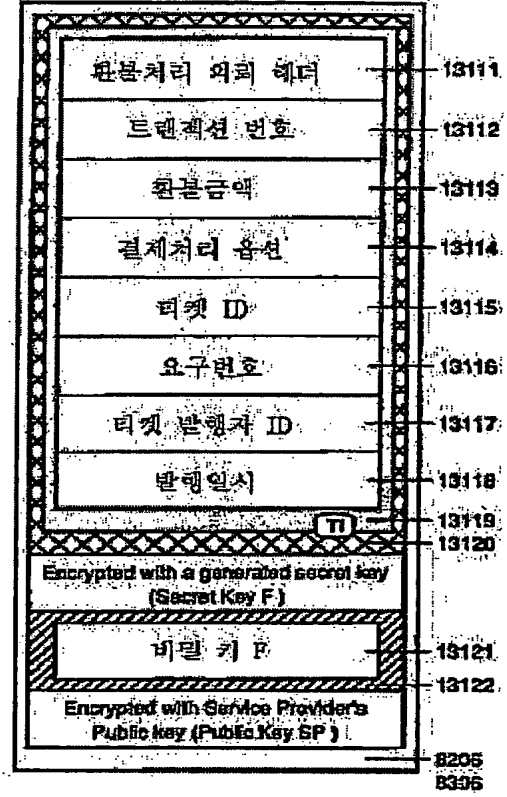 환불처리 의뢰 헤더
13111
트랜잭션 번호
13112
환불금액
13113
결제처리 옵션
13114
티켓 ID
13115
요구번호
13116
티켓 발행자 ID
13117
발행일시
13118
TI
13119
13120
Encrypted with a generated secret key
(Secret Key F)
비밀 키 F
13121
13122
Encrypted with Service Provider's
Public key (Public Key SP)
8206
8306